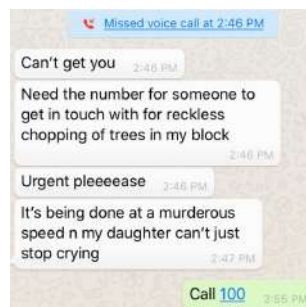 Missed voice call at 2:46 PM
Can't get you 2:46 PM
Need the number for someone to
get in touch with for reckless
chopping of trees in my block
2:46 PM
Urgent pleeeease 2:46 PM
It's being done at a murderous
speed n my daughter can't just
stop crying 2:47 PM
Call 100 2:55 PM